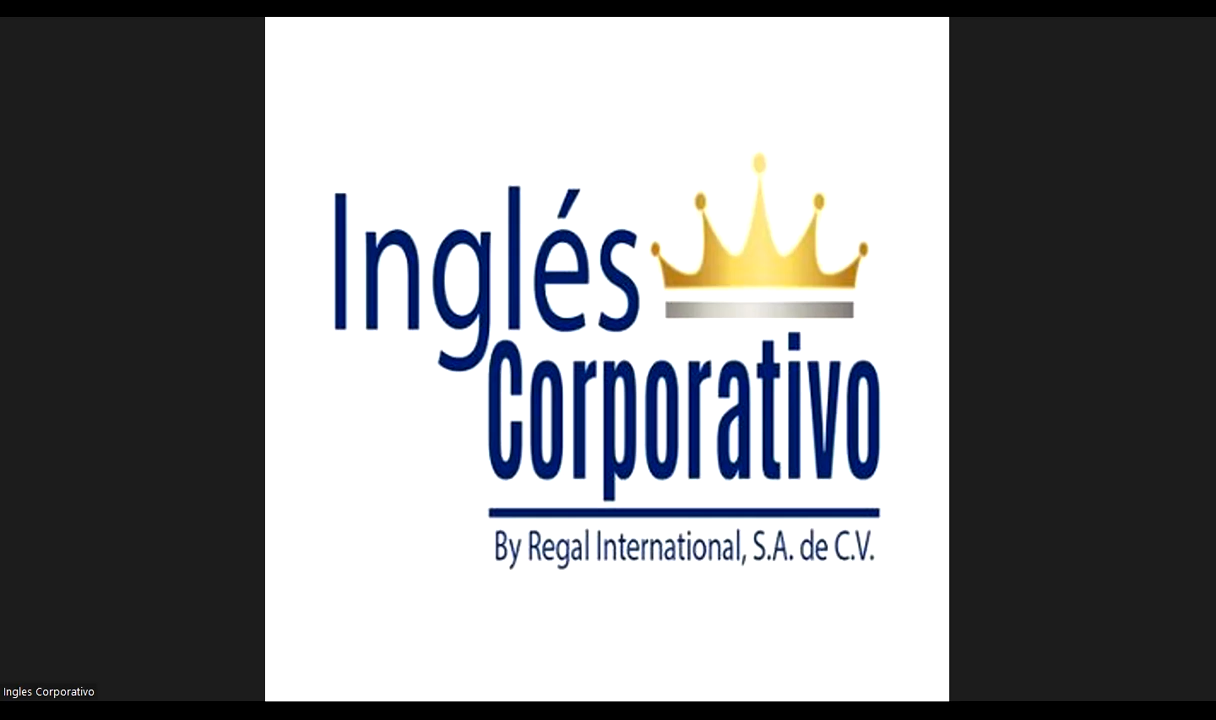 Inglés
Corporativo
By Regal International, S.A. de C.V.
Ingles Corporativo